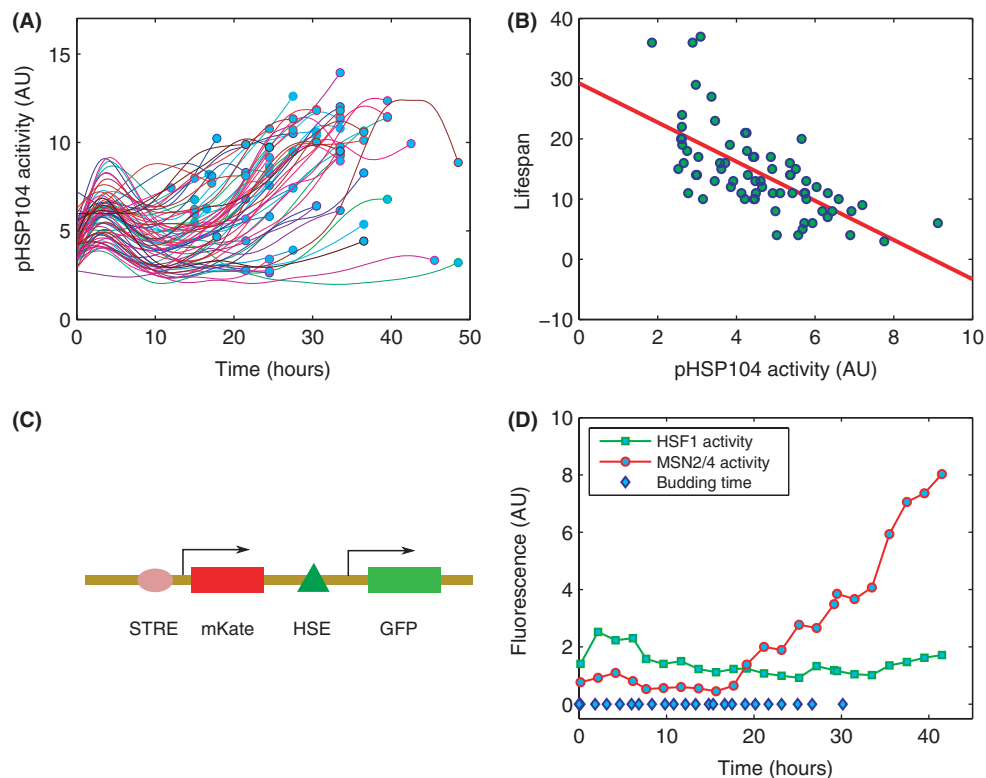 (A)
pHSP104 acitivity (AU)
15
10
5
0
0 10 20 30 40 50
Time (hours)
(B)
Lifespan
40
30
20
10
0
−10
0 2 4 6 8 10
pHSP104 activity (AU)
(C)
STRE mKate HSE GFP
(D)
Fluorescence (AU)
10
8
6
4
2
0
HSF1 activity
MSN2/4 activity
Budding time
0 10 20 30 40
Time (hours)